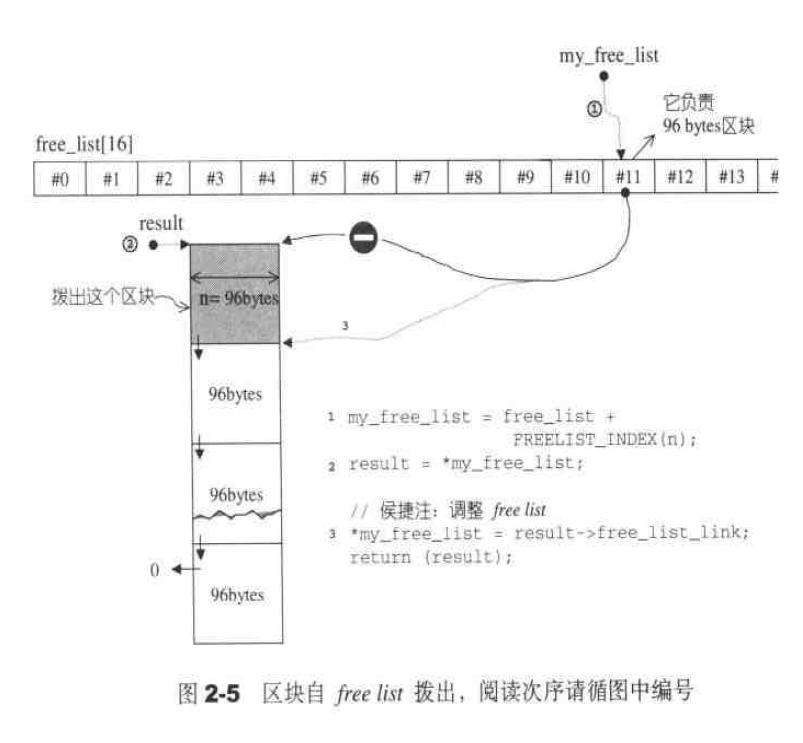 my_free_list
①
它负责
96 bytes区块
free_list[16]
#0 #1 #2 #3 #4 #5 #6 #7 #8 #9 #10 #11 #12 #13 #
result
②
拨出这个区块
n= 96bytes
3
96bytes
96bytes
0
96bytes
1 my_free_list = free_list +
FREELIST_INDEX(n);
2 result = *my_free_list;
// 侯捷注：调整 free list
3 *my_free_list = result->free_list_link;
return (result);
图 2-5 区块自 free list 拨出，阅读次序请循图中编号